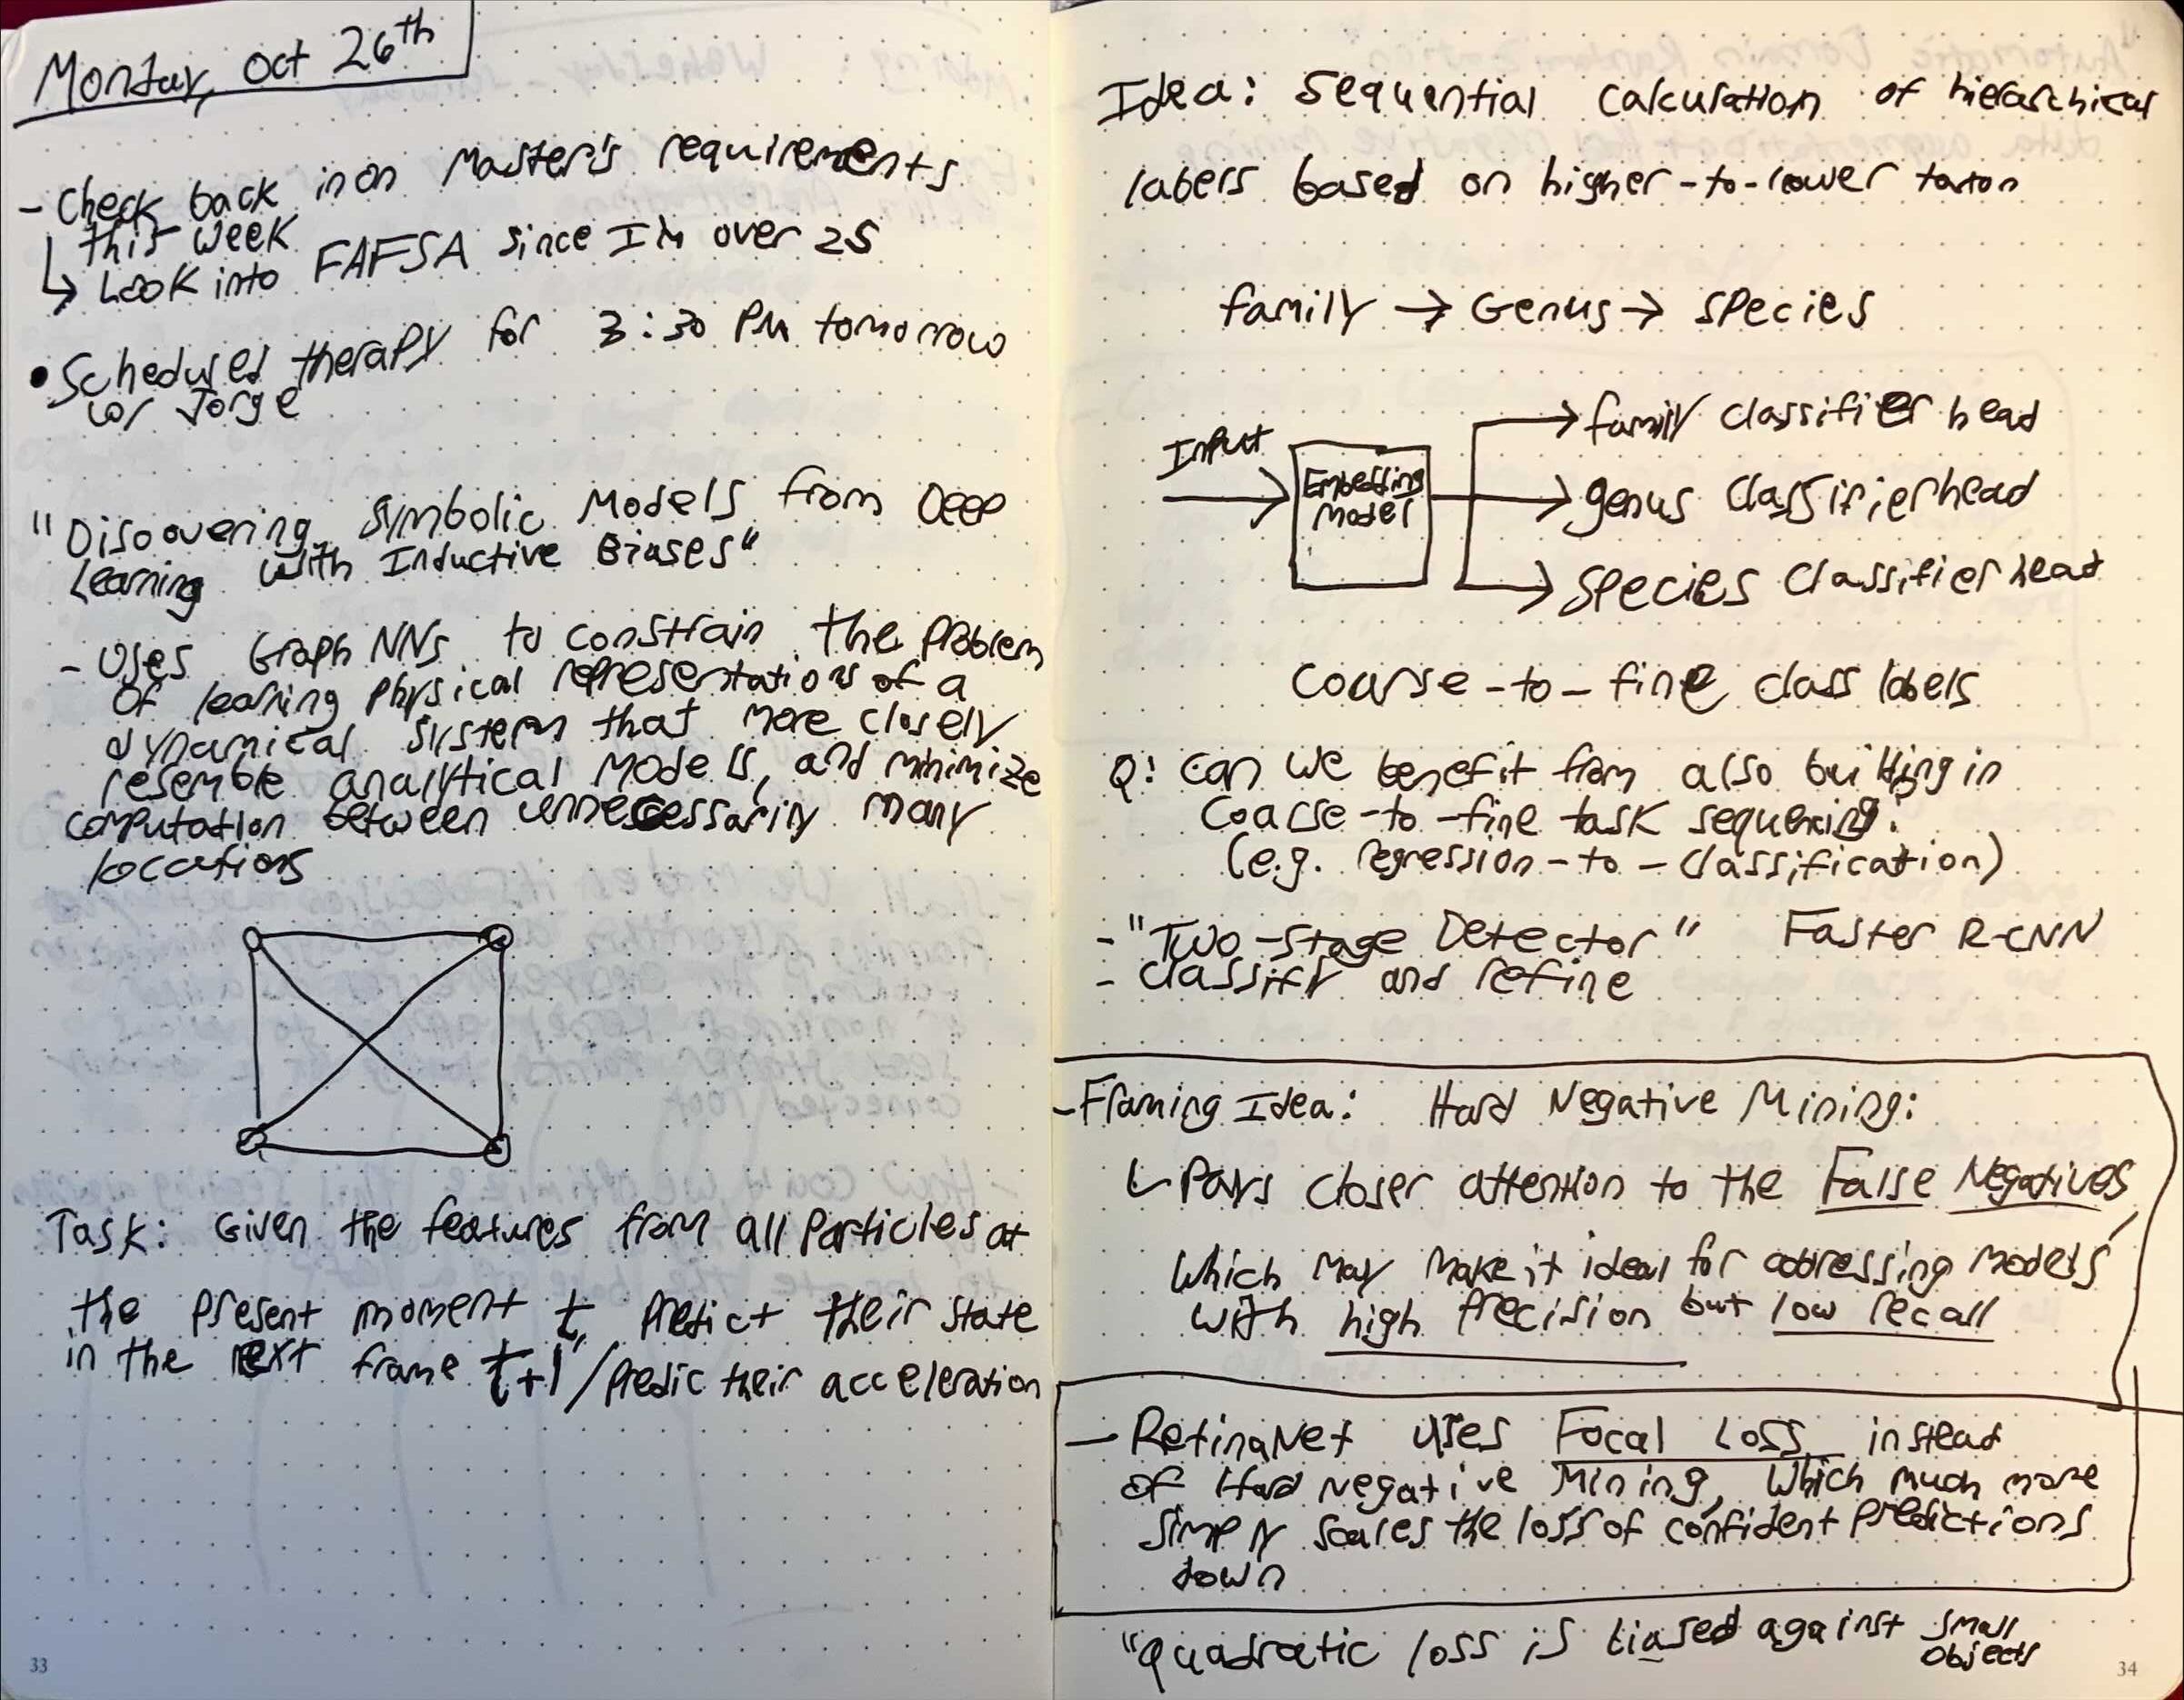 Monday, Oct 26th
- Check back in on Master's requirements
this week
↳ Look into FAFSA since I'm over 25
• Scheduled therapy for 3:30 PM tomorrow
w/ Jorge
"Discovering Symbolic Models from Deep
Learning with Inductive Biases"
- Uses Graph NNs to constrain the problem
of learning physical representations of a
dynamical system that more closely
resemble analytical models, and minimize
computation between unnecessarily many
locations
Task: Given the features from all particles at
the present moment t, predict their state
in the next frame t+1 / predic their acceleration
33
Idea: Sequential calculation of hierarchical
labels based on higher-to-lower taxon
family → Genus → species
Input
Embedding
Model
family classifier head
genus classifier head
species classifier head
coarse-to-fine class labels
Q: Can we benefit from also building in
coarse-to-fine task sequencing?
(e.g. regression-to-classification)
- "Two-Stage Detector" Faster R-CNN
- classify and refine
- Framing Idea: Hard Negative Mining:
↳ Pays closer attention to the False Negatives,
which may make it ideal for addressing models
with high precision but low recall
- RetinaNet uses Focal Loss instead
of Hard Negative Mining, which much more
simply scales the loss of confident predictions
down
"Quadratic loss is biased against small
objects
34